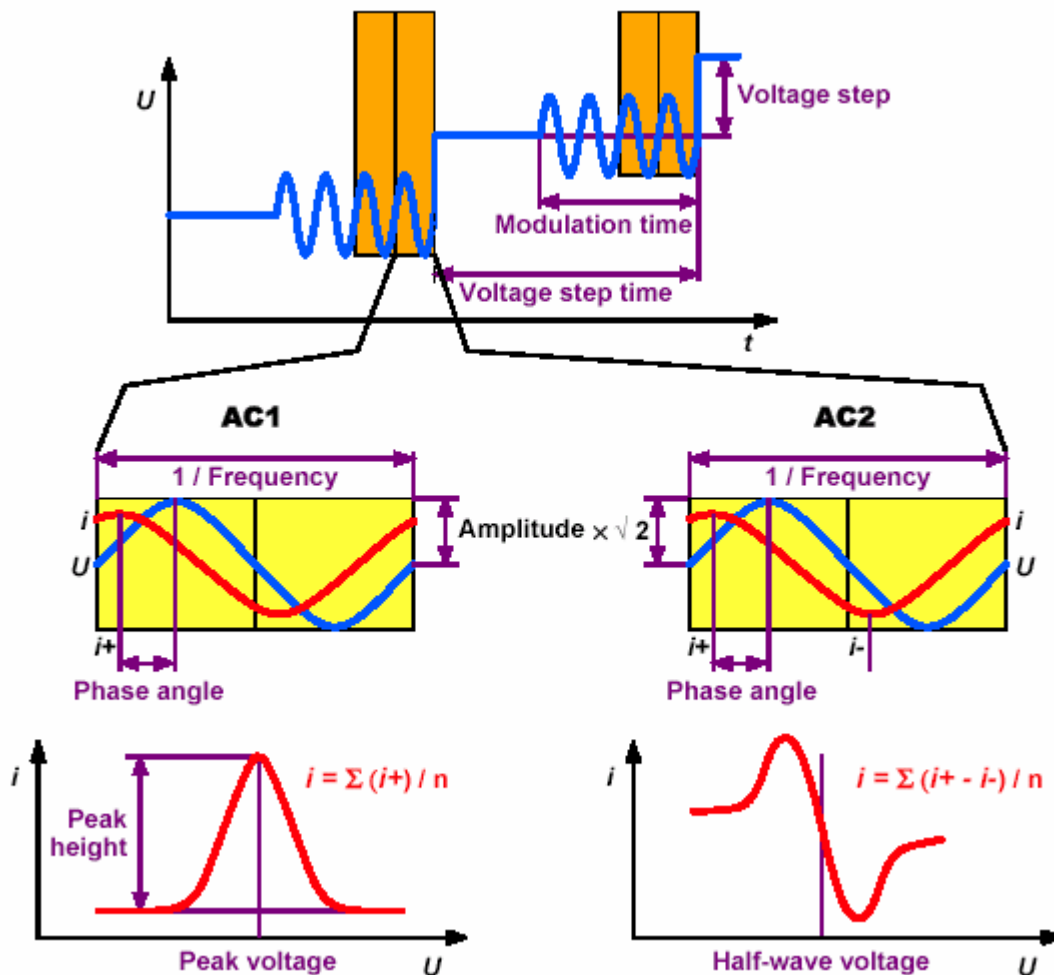 U
Voltage step
Modulation time
Voltage step time
t
AC1
AC2
1 / Frequency
1 / Frequency
i
Amplitude × √ 2
i
U
U
i+
i+
i-
Phase angle
Phase angle
i
i = Σ (i+) / n
i
i = Σ (i+ - i-) / n
Peak
height
Peak voltage
U
Half-wave voltage
U